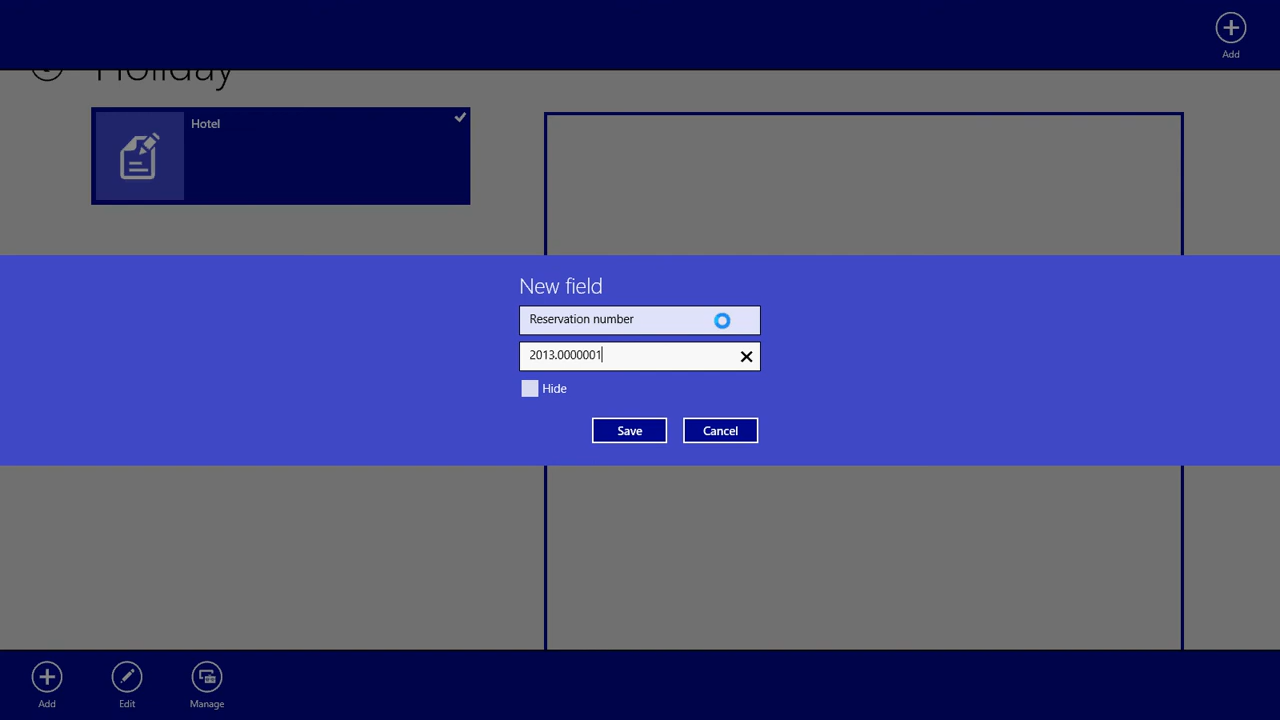 Add
Holiday
Hotel
New field
Reservation number
2013.0000001
Hide
Save Cancel
Add Edit Manage